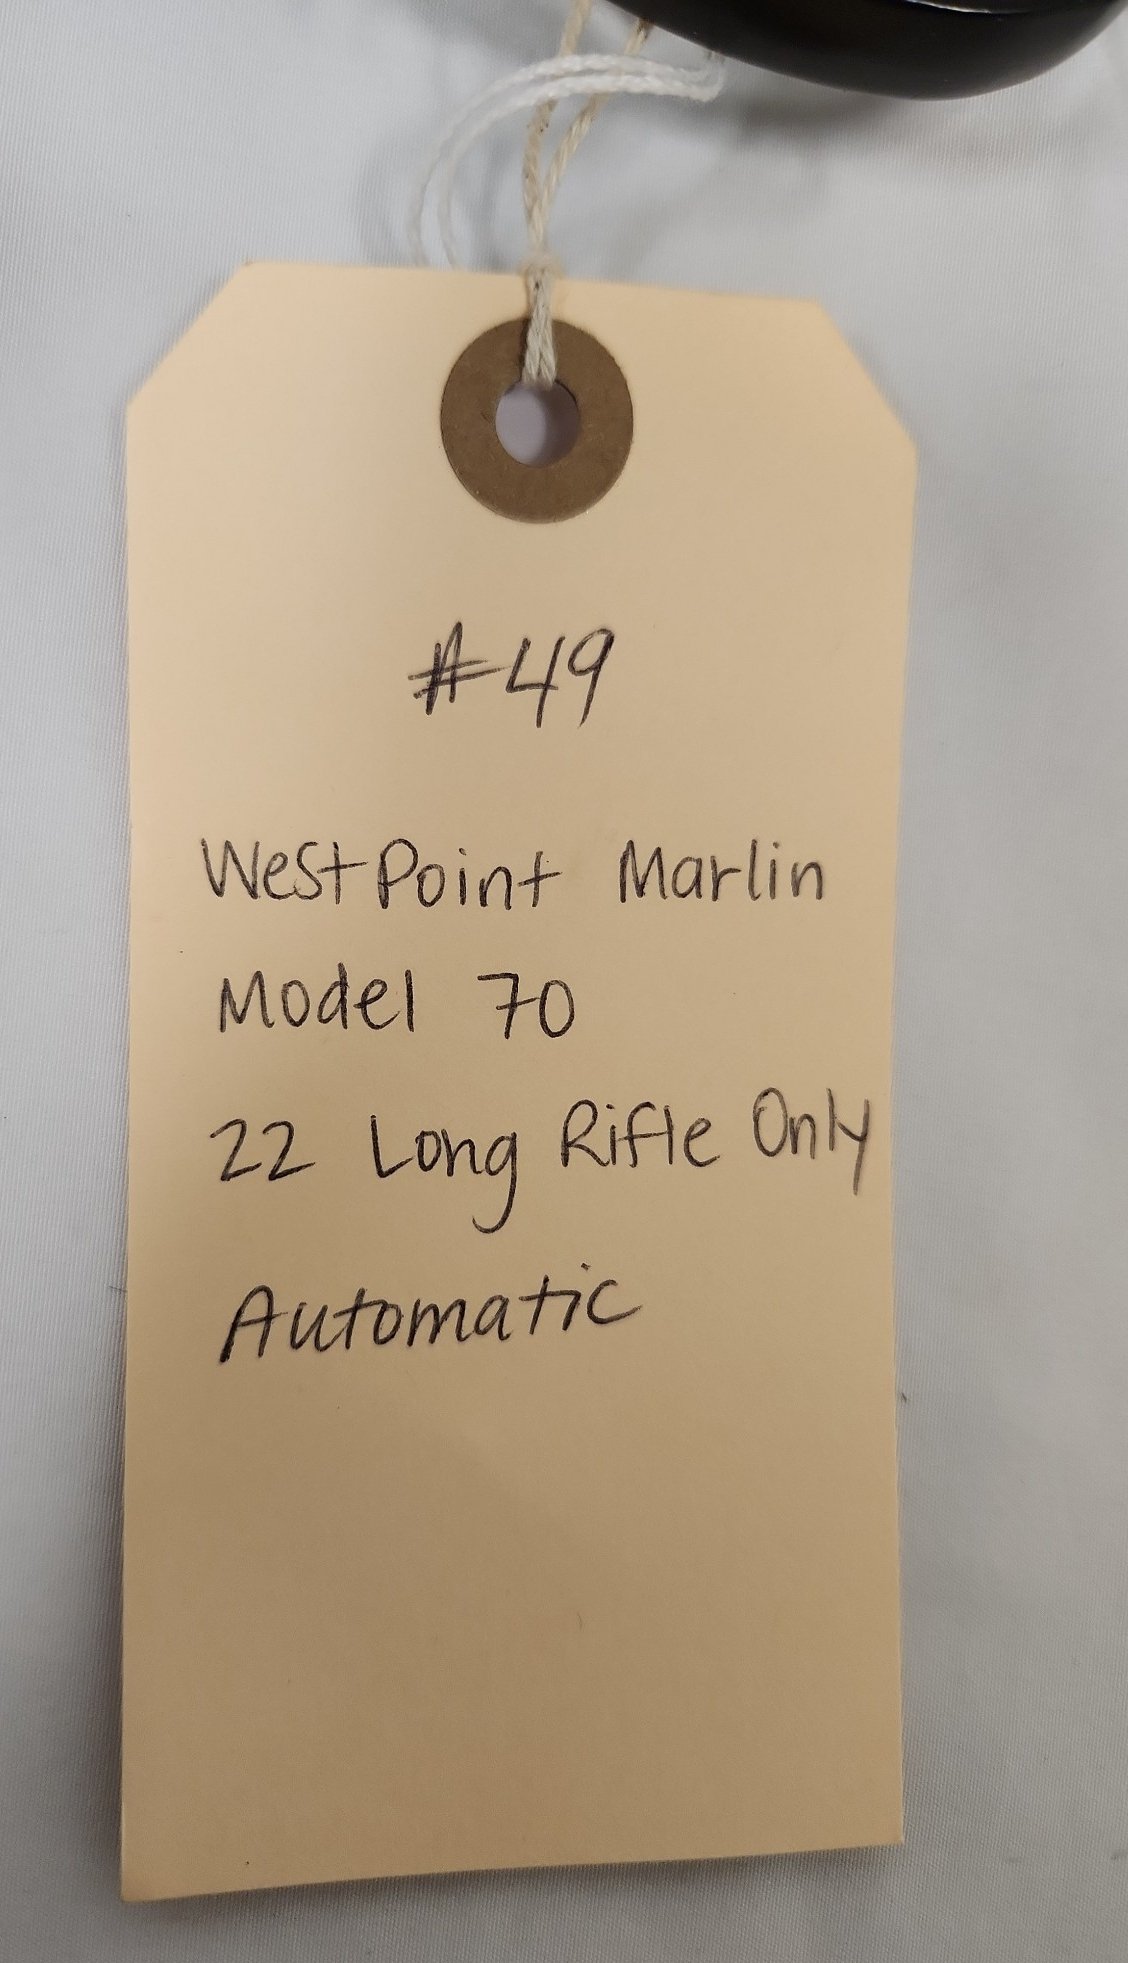 #49
WestPoint Marlin
Model 70
22 Long Rifle Only
Automatic